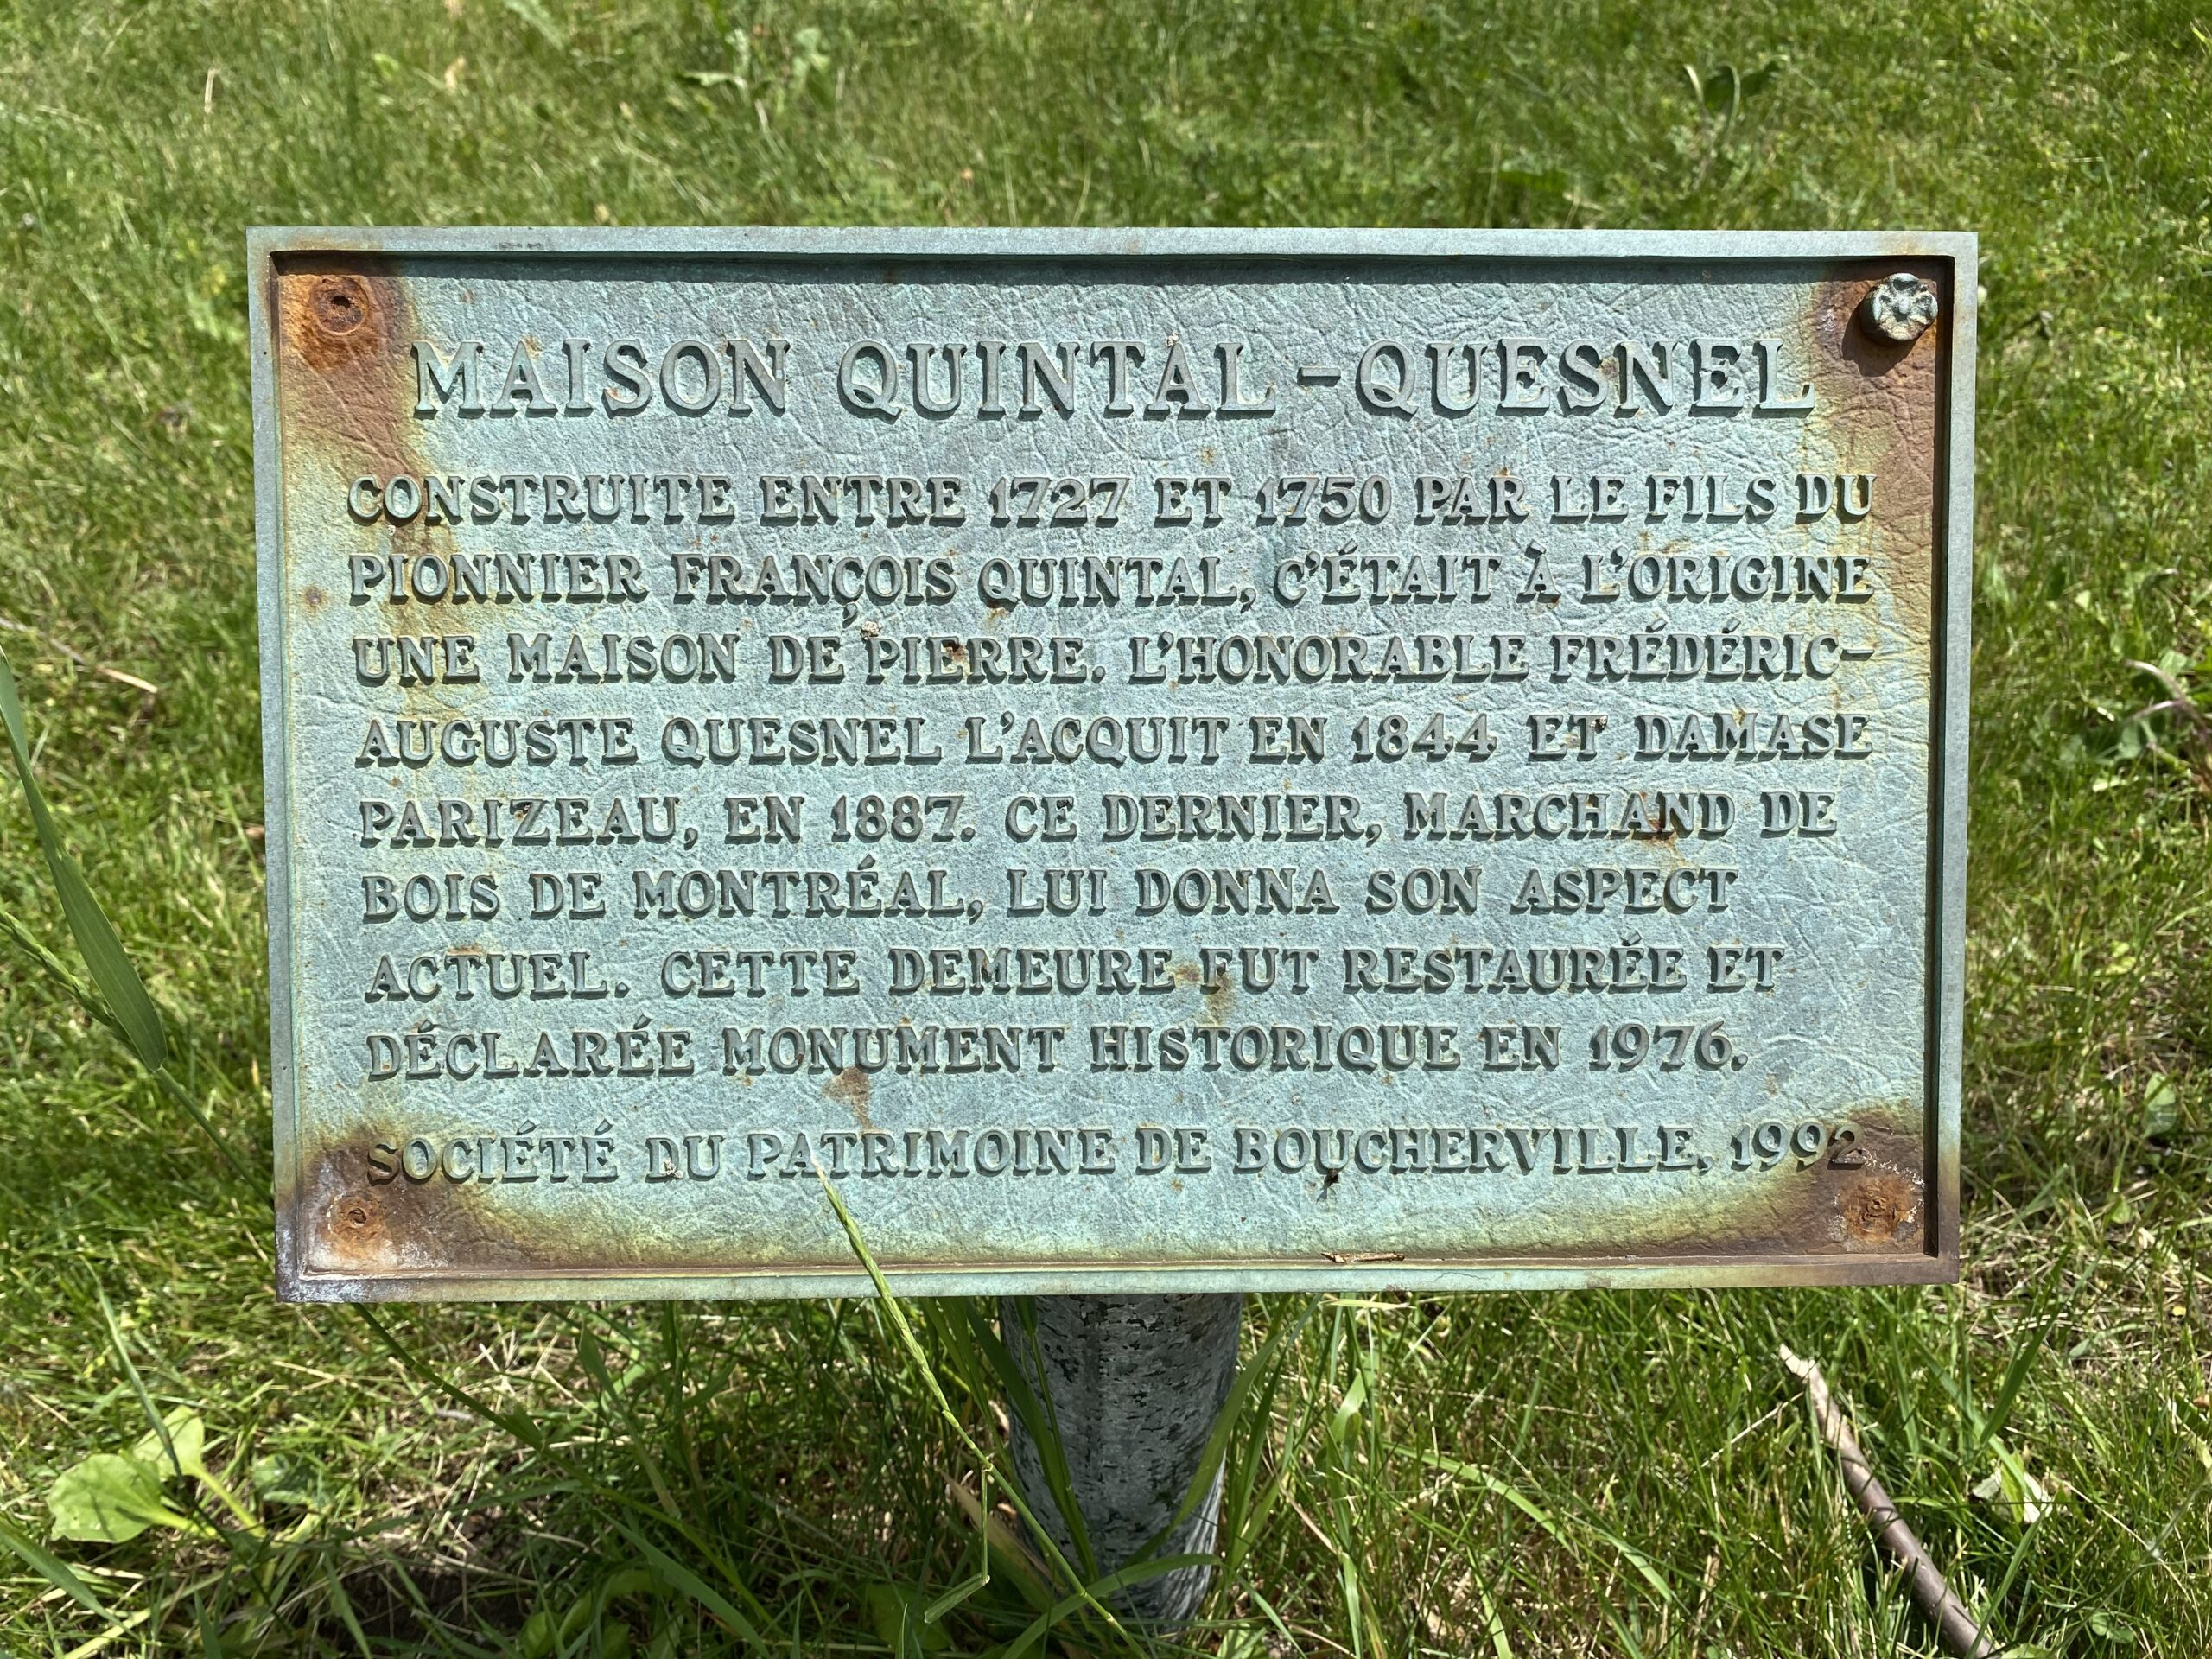 MAISON QUINTAL-QUESNEL
CONSTRUITE ENTRE 1727 ET 1750 PAR LE FILS DU
PIONNIER FRANÇOIS QUINTAL, C'ÉTAIT À L'ORIGINE
UNE MAISON DE PIERRE. L'HONORABLE FRÉDÉRIC-
AUGUSTE QUESNEL L'ACQUIT EN 1844 ET DAMASE
PARIZEAU, EN 1887. CE DERNIER, MARCHAND DE
BOIS DE MONTRÉAL, LUI DONNA SON ASPECT
ACTUEL. CETTE DEMEURE FUT RESTAURÉE ET
DÉCLARÉE MONUMENT HISTORIQUE EN 1976.
SOCIÉTÉ DU PATRIMOINE DE BOUCHERVILLE, 1992